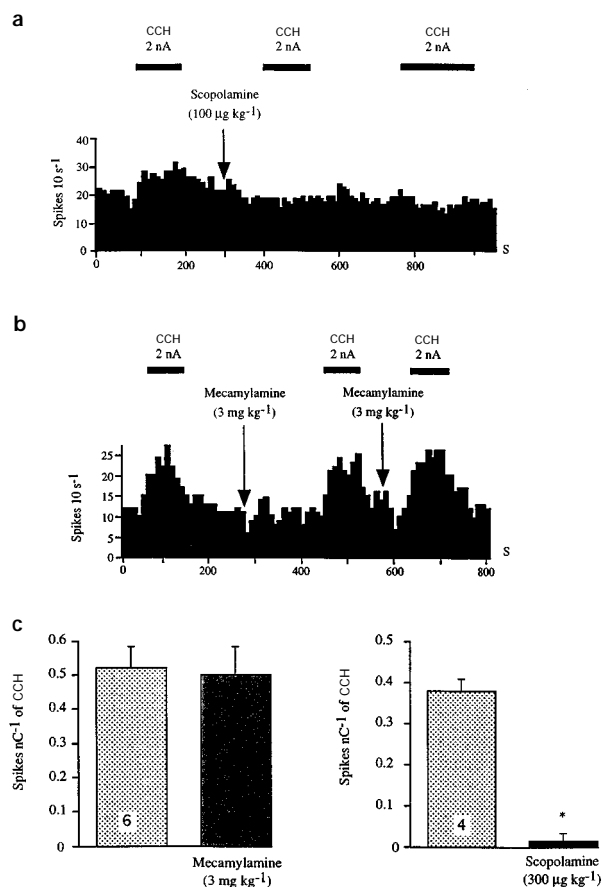 a
CCH CCH CCH
2 nA 2 nA 2 nA
Scopolamine
(100 µg kg-1)
Spikes 10 s-1
40
30
20
10
0
0 200 400 600 800 S
b
CCH CCH CCH
2 nA 2 nA 2 nA
Mecamylamine Mecamylamine
(3 mg kg-1) (3 mg kg-1)
Spikes 10 s-1
25
20
15
10
5
0
0 200 400 600 800 S
c
Spikes nC-1 of CCH
0.6
0.5
0.4
0.3
0.2
0.1
0
6
Mecamylamine
(3 mg kg-1)
Spikes nC-1 of CCH
0.5
0.4
0.3
0.2
0.1
0
4
*
Scopolamine
(300 µg kg-1)